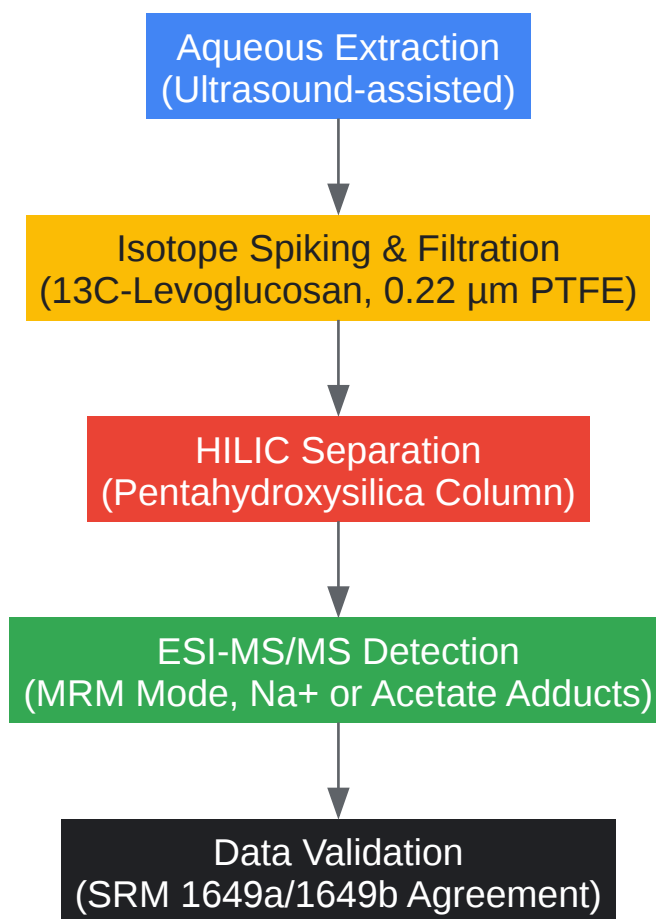 Aqueous Extraction
(Ultrasound-assisted)
Isotope Spiking & Filtration
(13C-Levoglucosan, 0.22 µm PTFE)
HILIC Separation
(Pentahydroxysilica Column)
ESI-MS/MS Detection
(MRM Mode, Na+ or Acetate Adducts)
Data Validation
(SRM 1649a/1649b Agreement)